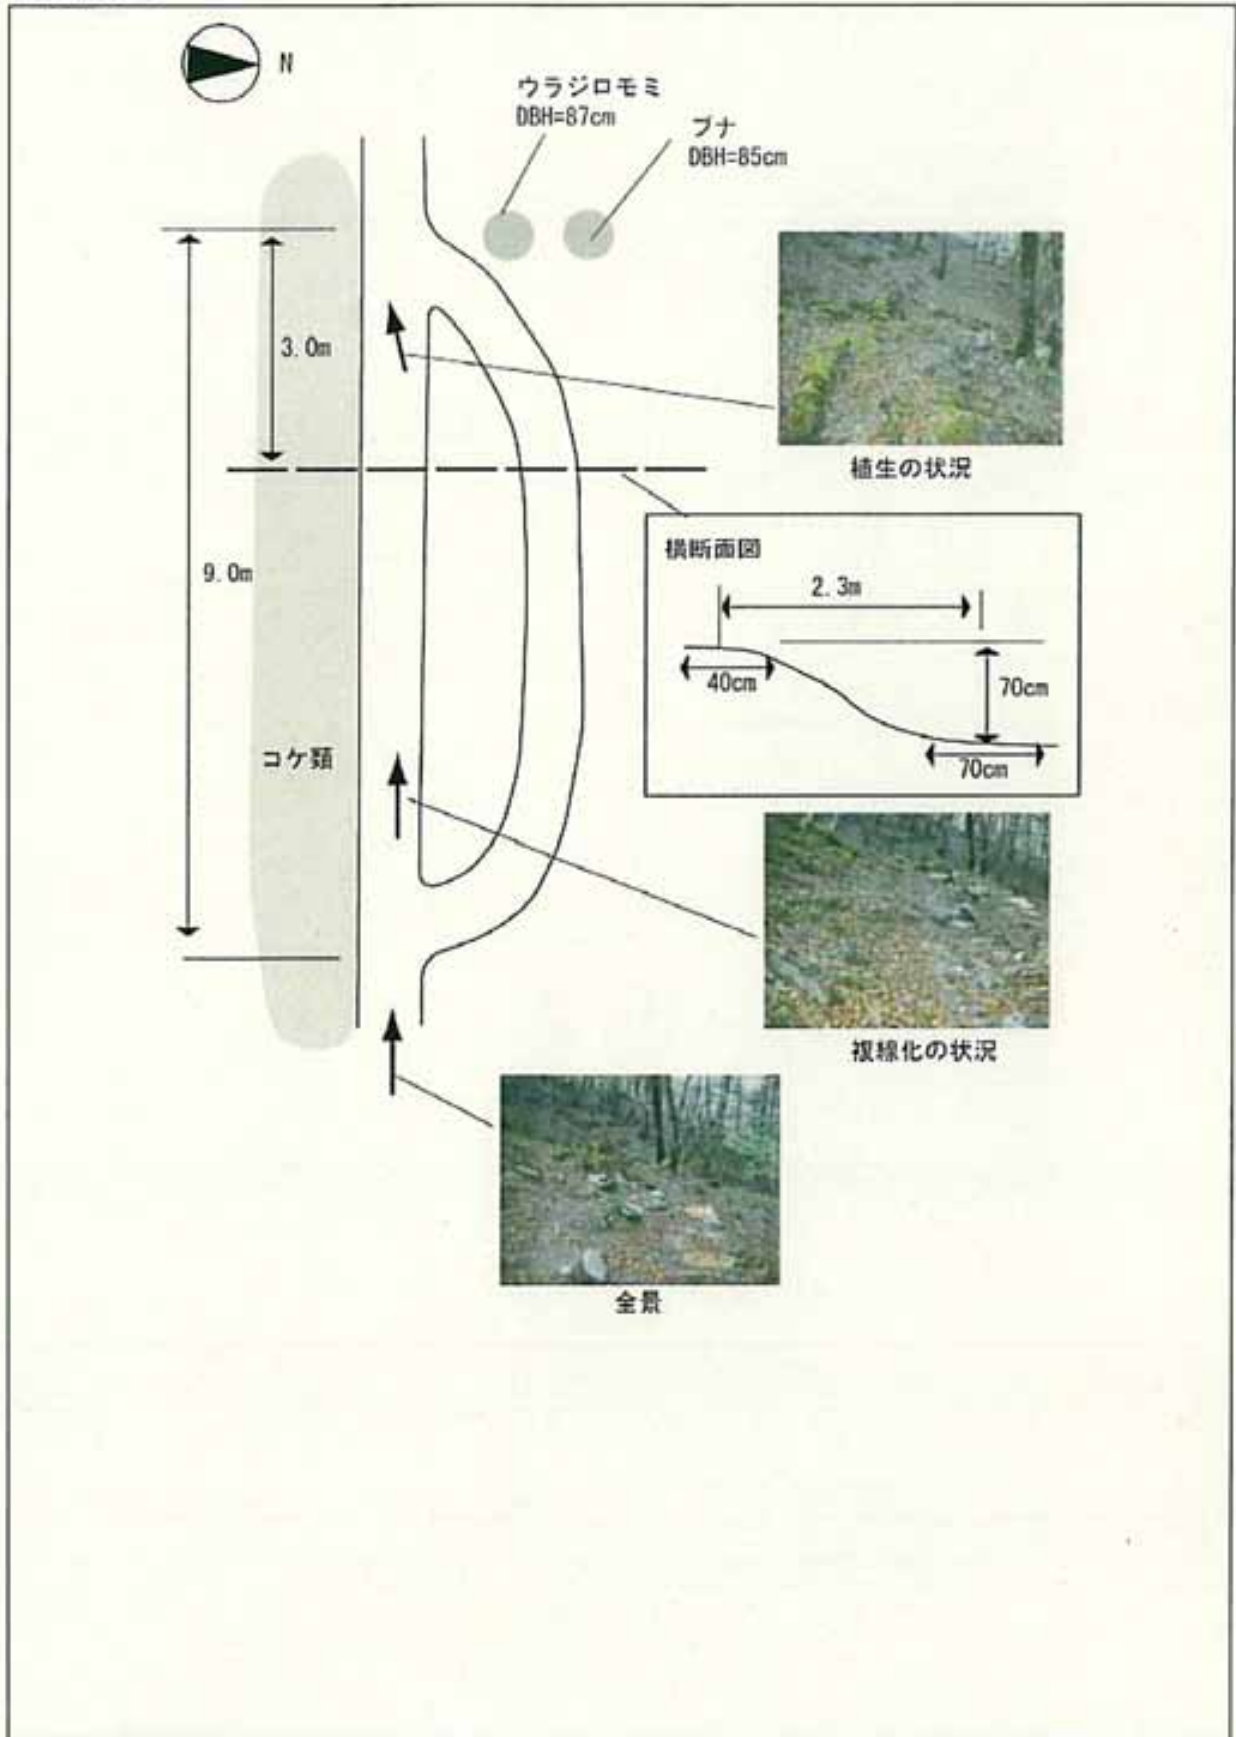 N
ウラジロモミ
DBH=87cm
ブナ
DBH=85cm
3.0m
植生の状況
横断面図
2.3m
9.0m
40cm
70cm
70cm
コケ類
複線化の状況
全景